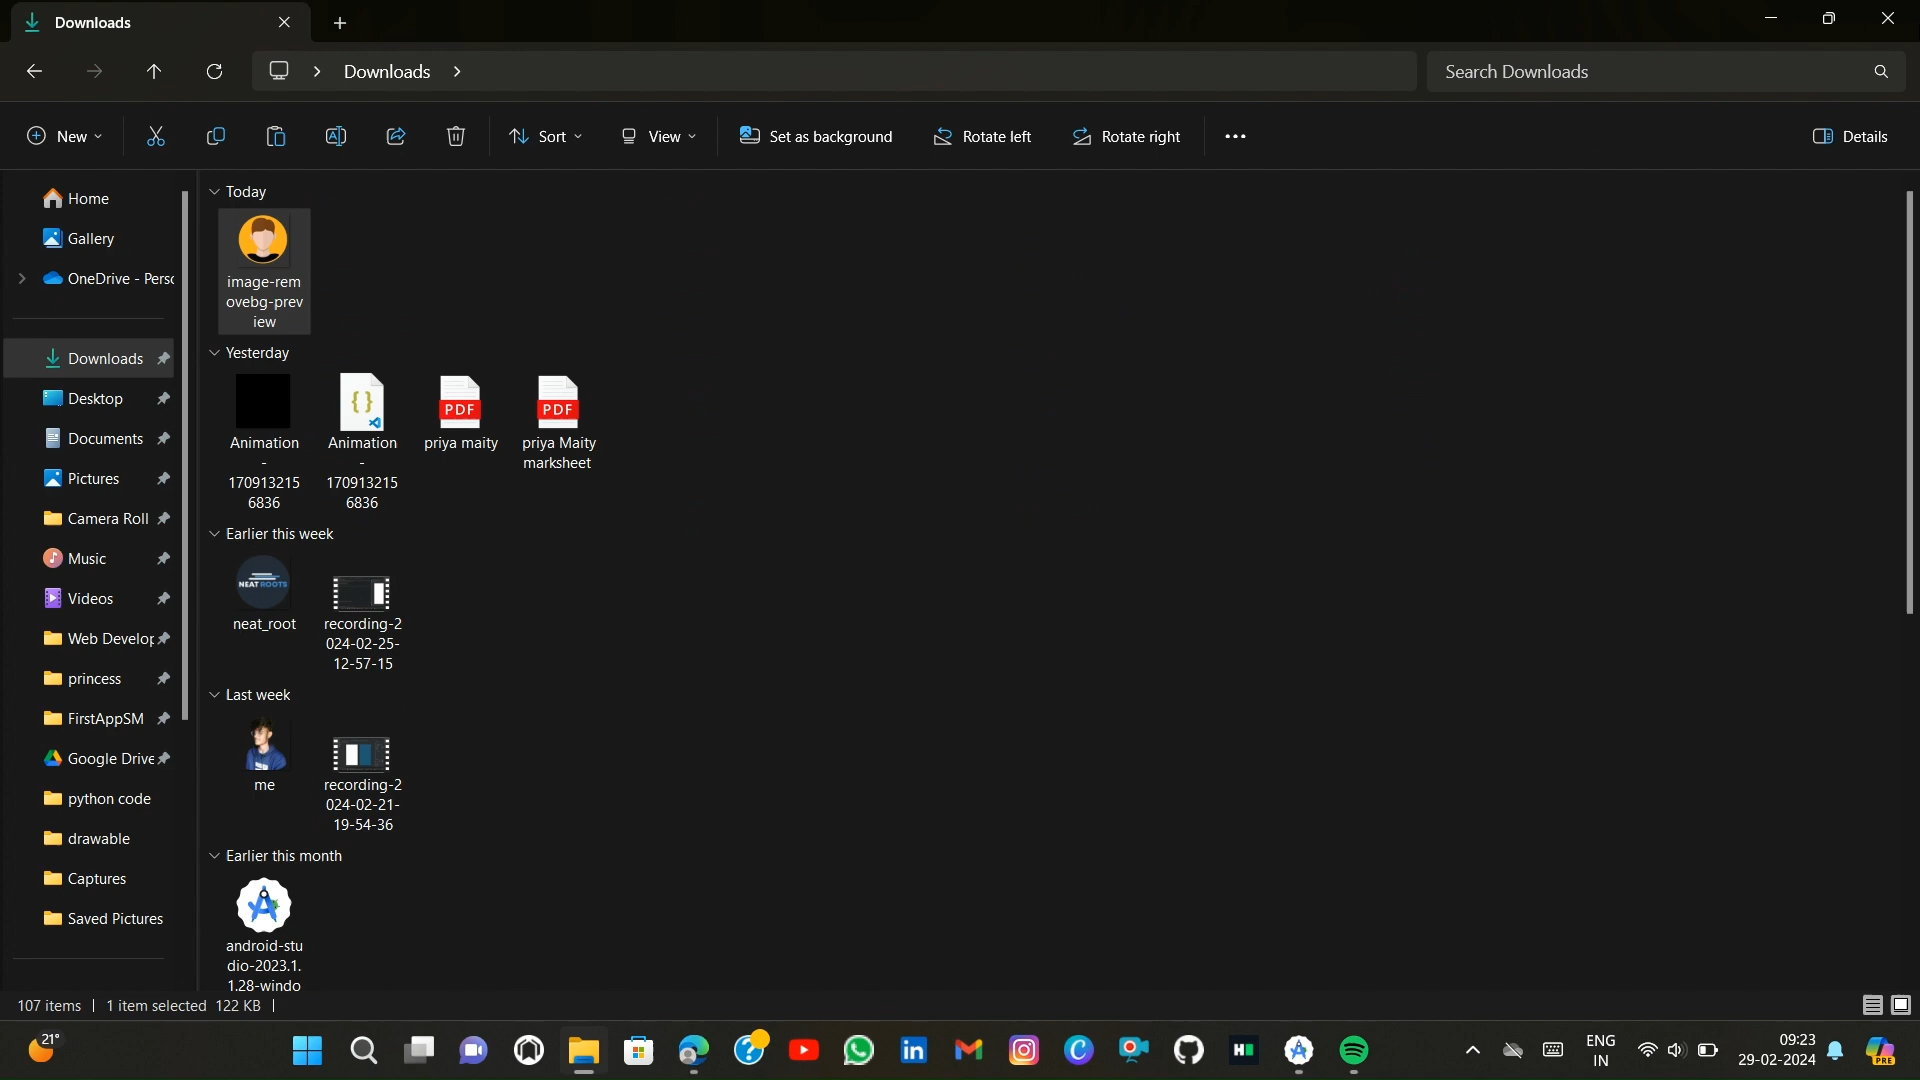 Downloads
Downloads
Search Downloads
New
Sort
View
Set as background
Rotate left
Rotate right
Details
Home
Gallery
OneDrive - Persc
Downloads
Desktop
Documents
Pictures
Camera Roll
Music
Videos
Web Develop
princess
FirstAppSM
Google Drive
python code
drawable
Captures
Saved Pictures
Today
image-rem
ovebg-prev
iew
Yesterday
Animation
-
170913215
6836
Animation
-
170913215
6836
PDF
priya maity
PDF
priya Maity
marksheet
Earlier this week
NEAT ROOTS
neat_root
recording-2
024-02-25-
12-57-15
Last week
me
recording-2
024-02-21-
19-54-36
Earlier this month
android-stu
dio-2023.1.
1.28-windo
107 items
1 item selected 122 KB
21°
ENG
IN
09:23
29-02-2024
PRE